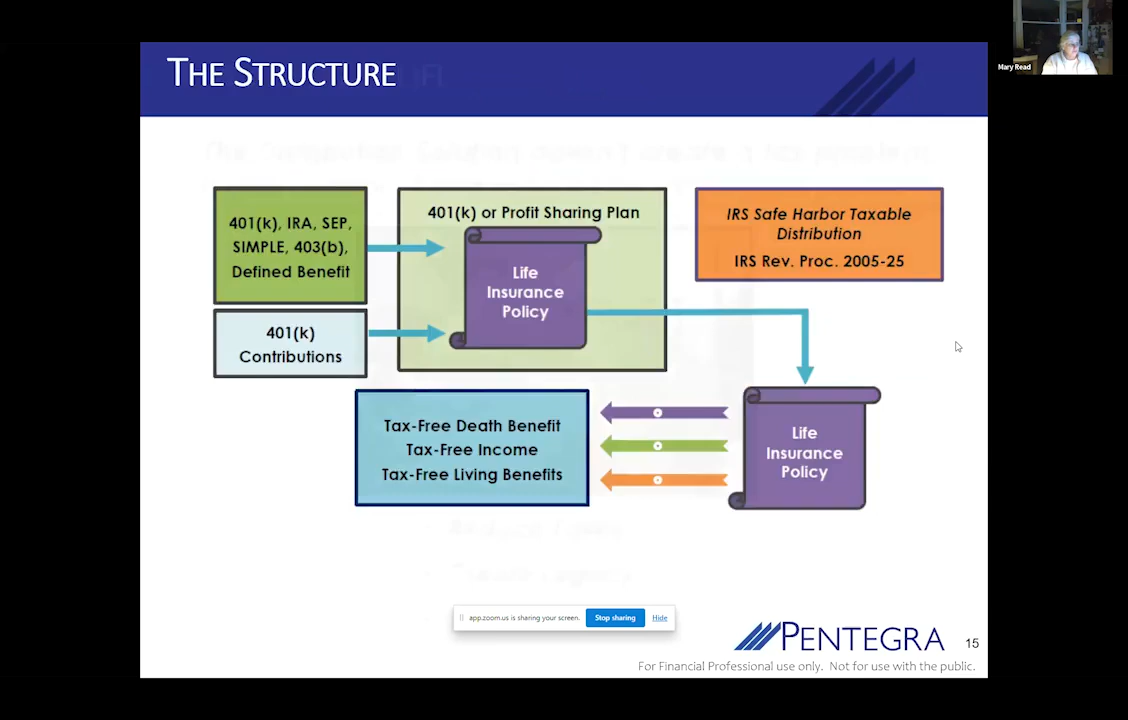 THE STRUCTURE
Mary Read
401(k), IRA, SEP,
SIMPLE, 403(b),
Defined Benefit
401(k)
Contributions
401(k) or Profit Sharing Plan
Life
Insurance
Policy
IRS Safe Harbor Taxable
Distribution
IRS Rev. Proc. 2005-25
Tax-Free Death Benefit
Tax-Free Income
Tax-Free Living Benefits
Life
Insurance
Policy
app.zoom.us is sharing your screen.
Stop sharing
Hide
PENTEGRA
15
For Financial Professional use only. Not for use with the public.